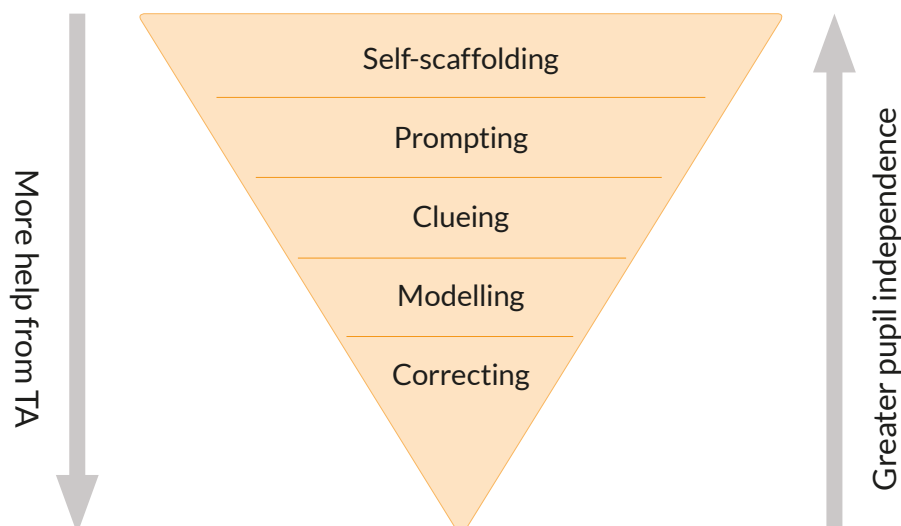 Self-scaffolding
Prompting
Clueing
Modelling
Correcting
More help from TA
Greater pupil independence